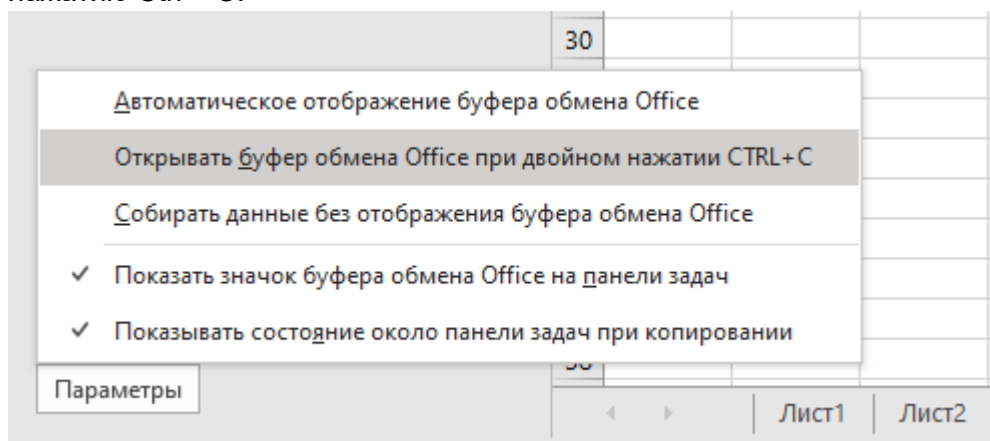 30
Автоматическое отображение буфера обмена Office
Открывать буфер обмена Office при двойном нажатии CTRL+C
Собирать данные без отображения буфера обмена Office
✓ Показать значок буфера обмена Office на панели задач
✓ Показывать состояние около панели задач при копировании
Параметры
Лист1 Лист2